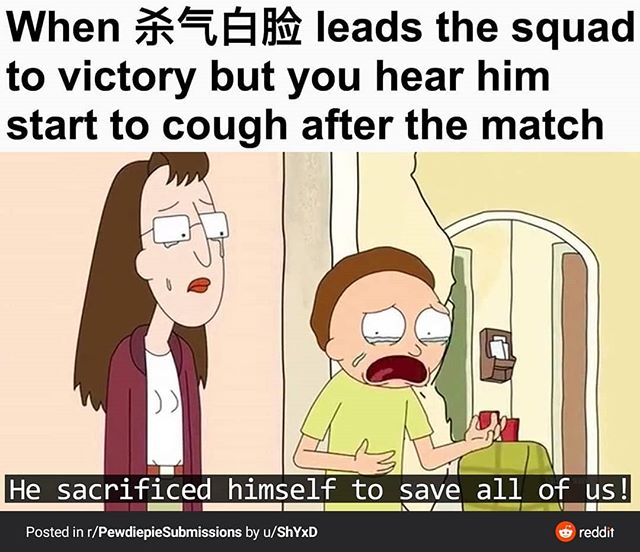 When 杀气白脸 leads the squad
to victory but you hear him
start to cough after the match
He sacrificed himself to save all of us!
Posted in r/PewdiepieSubmissions by u/ShYxD
reddit